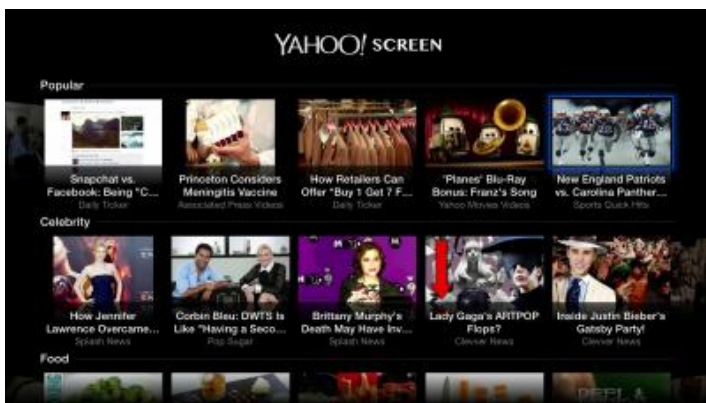 YAHOO! SCREEN
Popular
Snapchat vs.
Facebook: Being "C...
Daily Ticker
Princeton Considers
Meningitis Vaccine
Associated Press Videos
How Retailers Can
Offer "Buy 1 Get 7 F...
Daily Ticker
'Planes' Blu-Ray
Bonus: Franz's Song
Yahoo Movies Videos
New England Patriots
vs. Carolina Panther...
Sports Quick Hits
Celebrity
How Jennifer
Lawrence Overcame...
Splash News
Corbin Bleu: DWTS Is
Like "Having a Seco...
Pop Sugar
Brittany Murphy's
Death May Have Inv...
Splash News
Lady Gaga's ARTPOP
Flops?
Clevver News
Inside Justin Bieber's
Gatsby Party!
Clevver News
Food
PEEL &